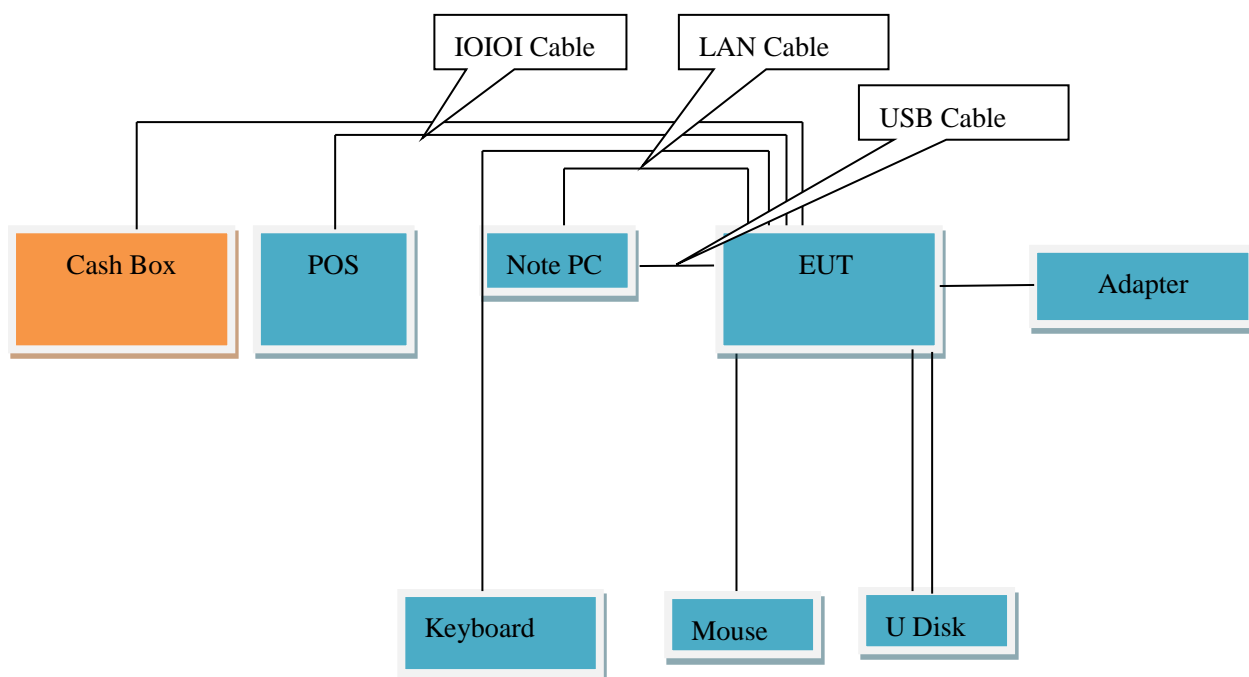 IOIOI Cable
LAN Cable
USB Cable
Cash Box
POS
Note PC
EUT
Adapter
Keyboard
Mouse
U Disk